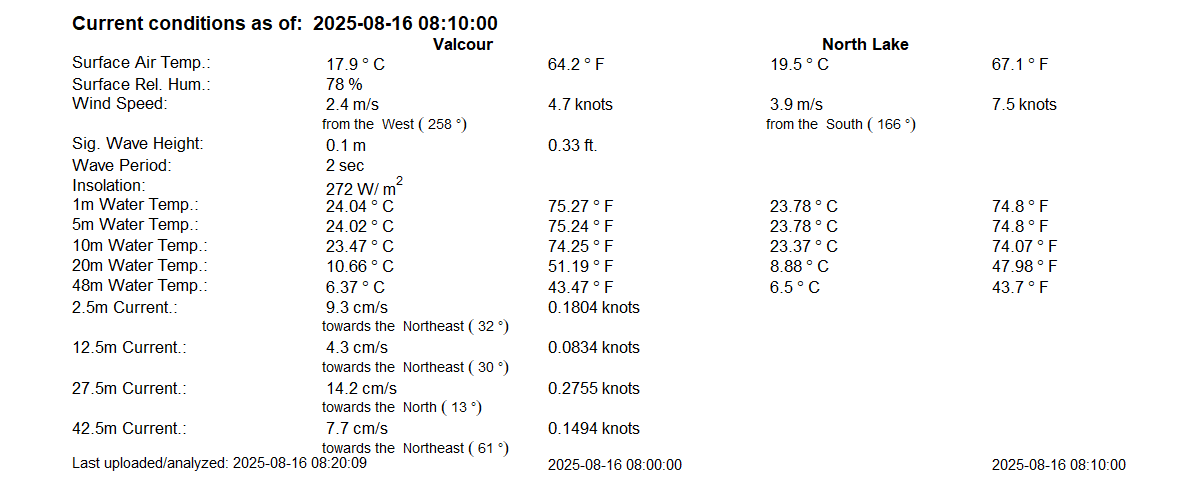 Current conditions as of: 2025-08-16 08:10:00
Valcour North Lake
Surface Air Temp.: 17.9 ° C 64.2 ° F 19.5 ° C 67.1 ° F
Surface Rel. Hum.: 78 %
Wind Speed: 2.4 m/s 4.7 knots 3.9 m/s 7.5 knots
from the West ( 258 °) from the South ( 166 °)
Sig. Wave Height: 0.1 m 0.33 ft.
Wave Period: 2 sec
Insolation: 272 W/ m2
1m Water Temp.: 24.04 ° C 75.27 ° F 23.78 ° C 74.8 ° F
5m Water Temp.: 24.02 ° C 75.24 ° F 23.78 ° C 74.8 ° F
10m Water Temp.: 23.47 ° C 74.25 ° F 23.37 ° C 74.07 ° F
20m Water Temp.: 10.66 ° C 51.19 ° F 8.88 ° C 47.98 ° F
48m Water Temp.: 6.37 ° C 43.47 ° F 6.5 ° C 43.7 ° F
2.5m Current.: 9.3 cm/s 0.1804 knots
towards the Northeast ( 32 °)
12.5m Current.: 4.3 cm/s 0.0834 knots
towards the Northeast ( 30 °)
27.5m Current.: 14.2 cm/s 0.2755 knots
towards the North ( 13 °)
42.5m Current.: 7.7 cm/s 0.1494 knots
towards the Northeast ( 61 °)
Last uploaded/analyzed: 2025-08-16 08:20:09 2025-08-16 08:00:00 2025-08-16 08:10:00